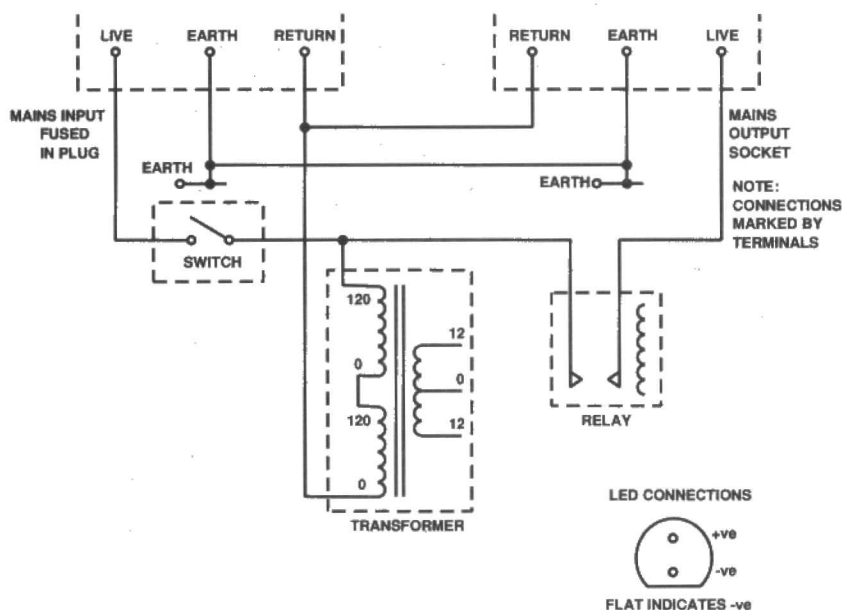 LIVE
EARTH
RETURN
RETURN
EARTH
LIVE
MAINS INPUT
FUSED
IN PLUG
MAINS
OUTPUT
SOCKET
EARTH
EARTH
NOTE:
CONNECTIONS
MARKED BY
TERMINALS
SWITCH
120
0
120
0
12
0
12
TRANSFORMER
RELAY
LED CONNECTIONS
+ve
-ve
FLAT INDICATES -ve